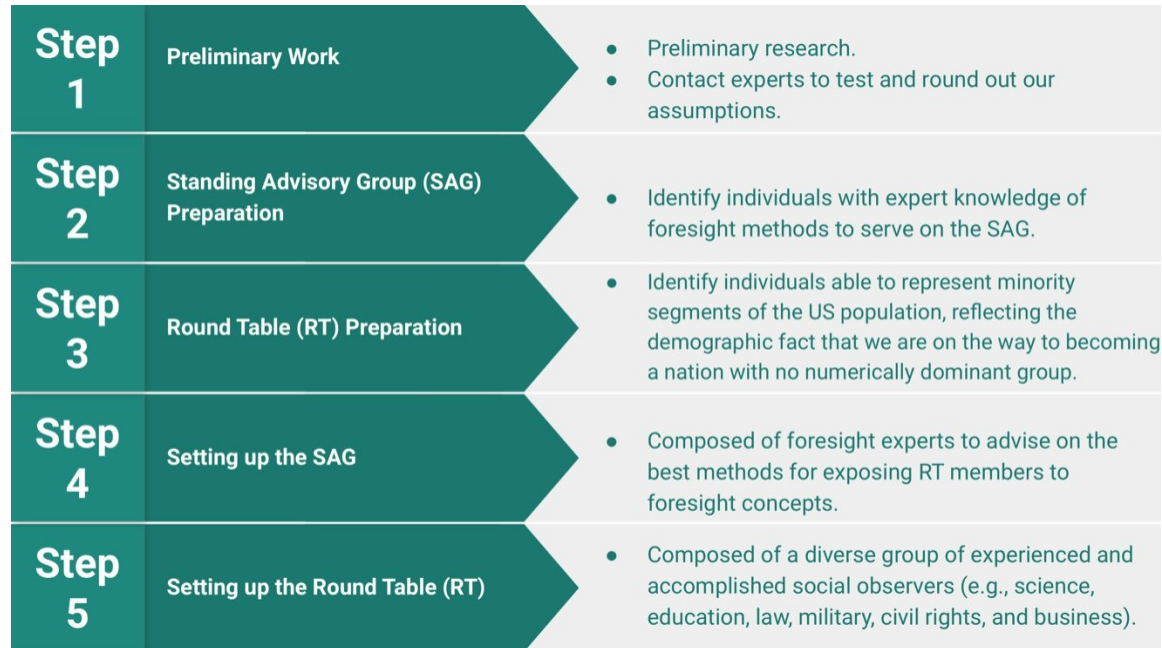 Step
1
Preliminary Work
● Preliminary research.
● Contact experts to test and round out our
assumptions.
Step
2
Standing Advisory Group (SAG)
Preparation
● Identify individuals with expert knowledge of
foresight methods to serve on the SAG.
Step
3
Round Table (RT) Preparation
● Identify individuals able to represent minority
segments of the US population, reflecting the
demographic fact that we are on the way to becoming
a nation with no numerically dominant group.
Step
4
Setting up the SAG
● Composed of foresight experts to advise on the
best methods for exposing RT members to
foresight concepts.
Step
5
Setting up the Round Table (RT)
● Composed of a diverse group of experienced and
accomplished social observers (e.g., science,
education, law, military, civil rights, and business).